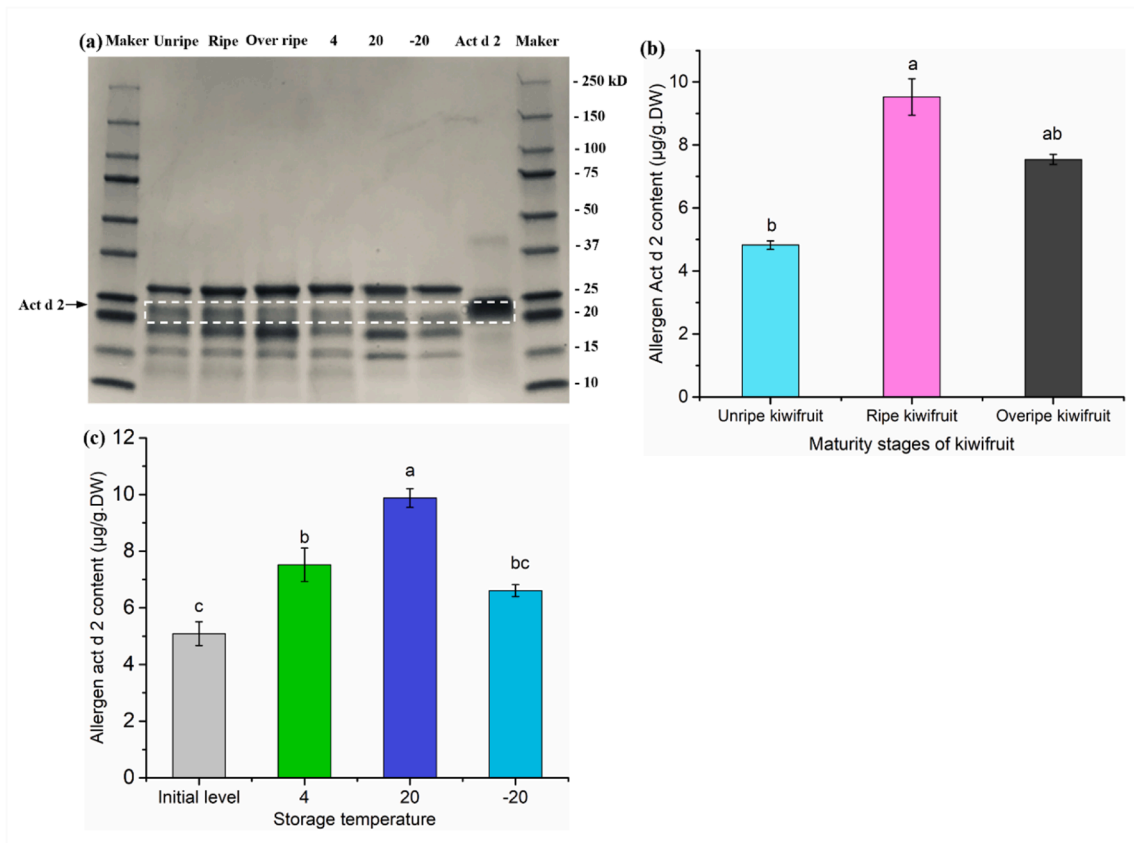 (a) Maker Unripe Ripe Over ripe 4 20 -20 Act d 2 Maker
- 250 kD
- 150
- 100
- 75
- 50
- 37
- 25
- 20
- 15
- 10
Act d 2
(b)
Allergen Act d 2 content (µg/g.DW)
10
8
6
4
2
0
b
a
ab
Unripe kiwifruit Ripe kiwifruit Overipe kiwifruit
Maturity stages of kiwifruit
(c)
Allergen act d 2 content (µg/g.DW)
12
10
8
6
4
2
0
c
b
a
bc
Initial level 4 20 -20
Storage temperature